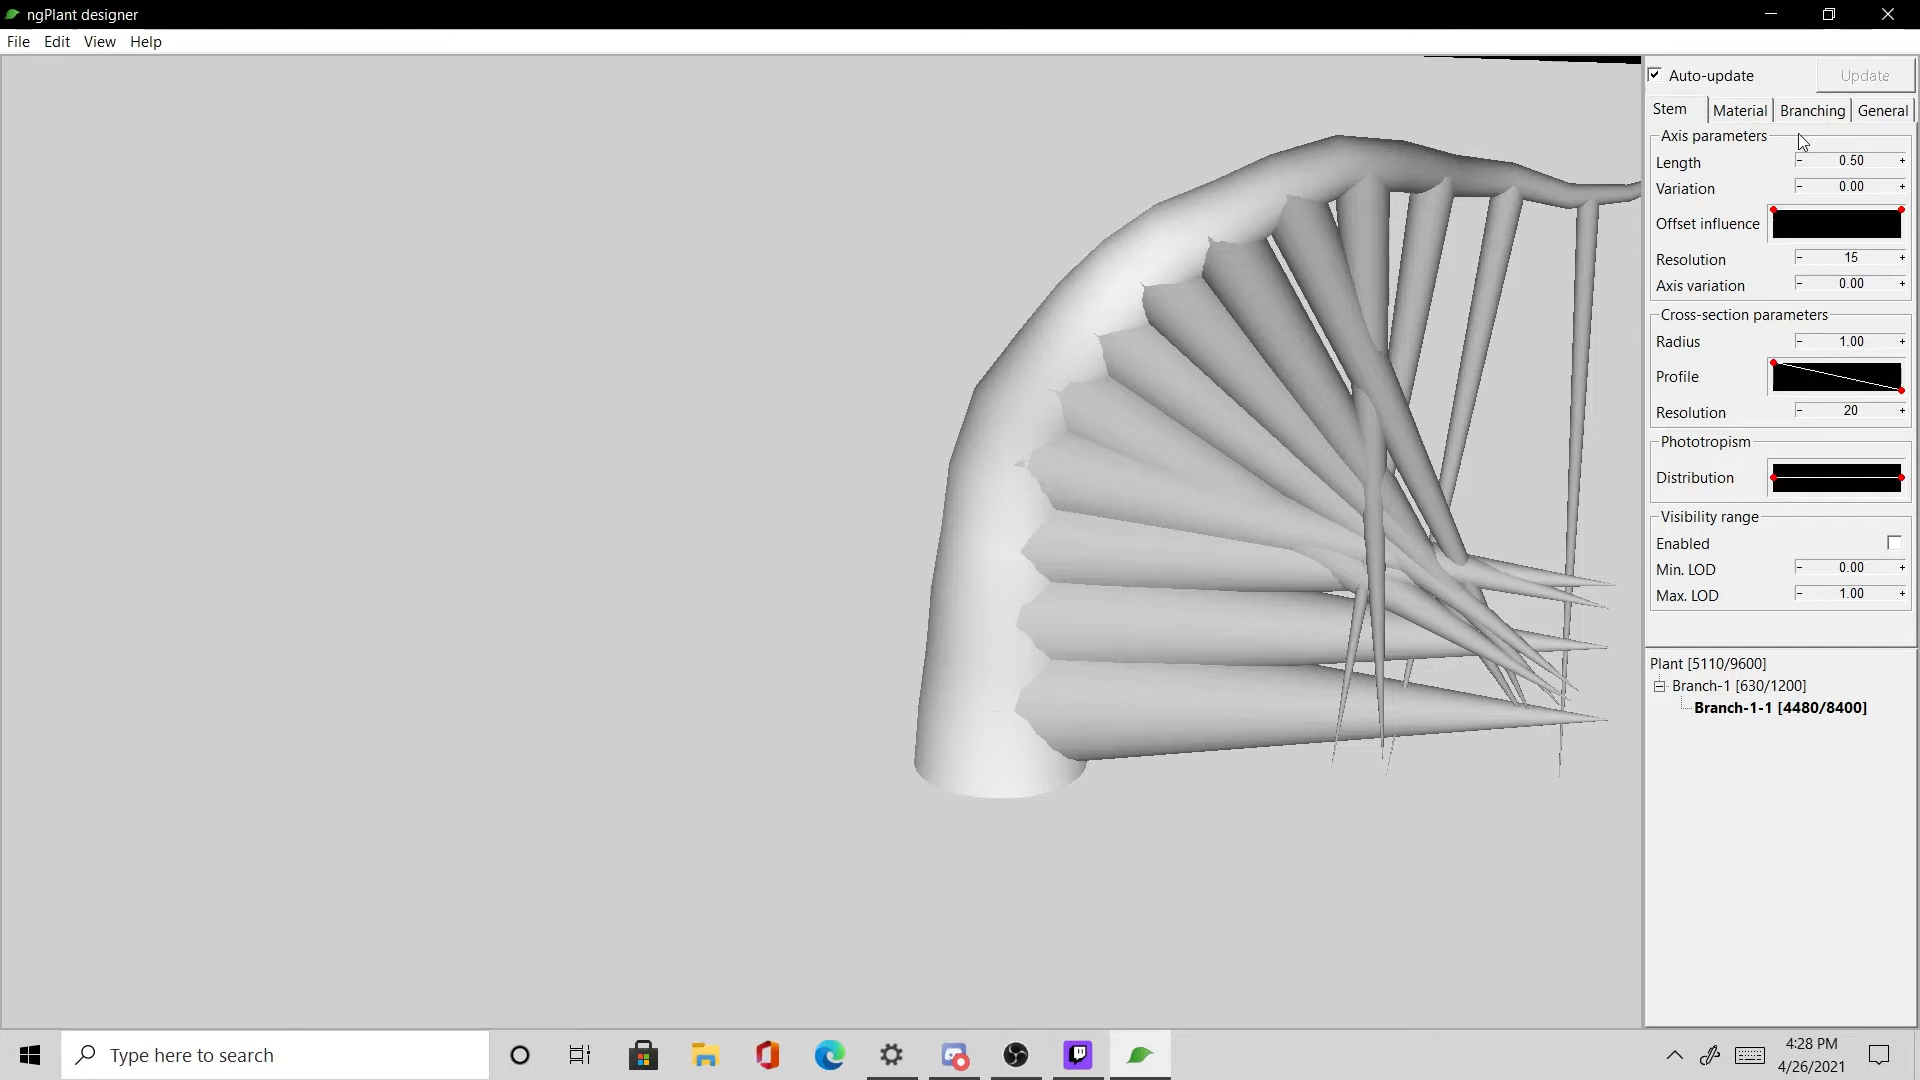 ngPlant designer
File Edit View Help
Auto-update Update
Stem Material Branching General
Axis parameters
Length - 0.50 +
Variation - 0.00 +
Offset influence
Resolution - 15 +
Axis variation - 0.00 +
Cross-section parameters
Radius - 1.00 +
Profile
Resolution - 20 +
Phototropism
Distribution
Visibility range
Enabled
Min. LOD - 0.00 +
Max. LOD - 1.00 +
Plant [5110/9600]
Branch-1 [630/1200]
Branch-1-1 [4480/8400]
Type here to search
4:28 PM
4/26/2021